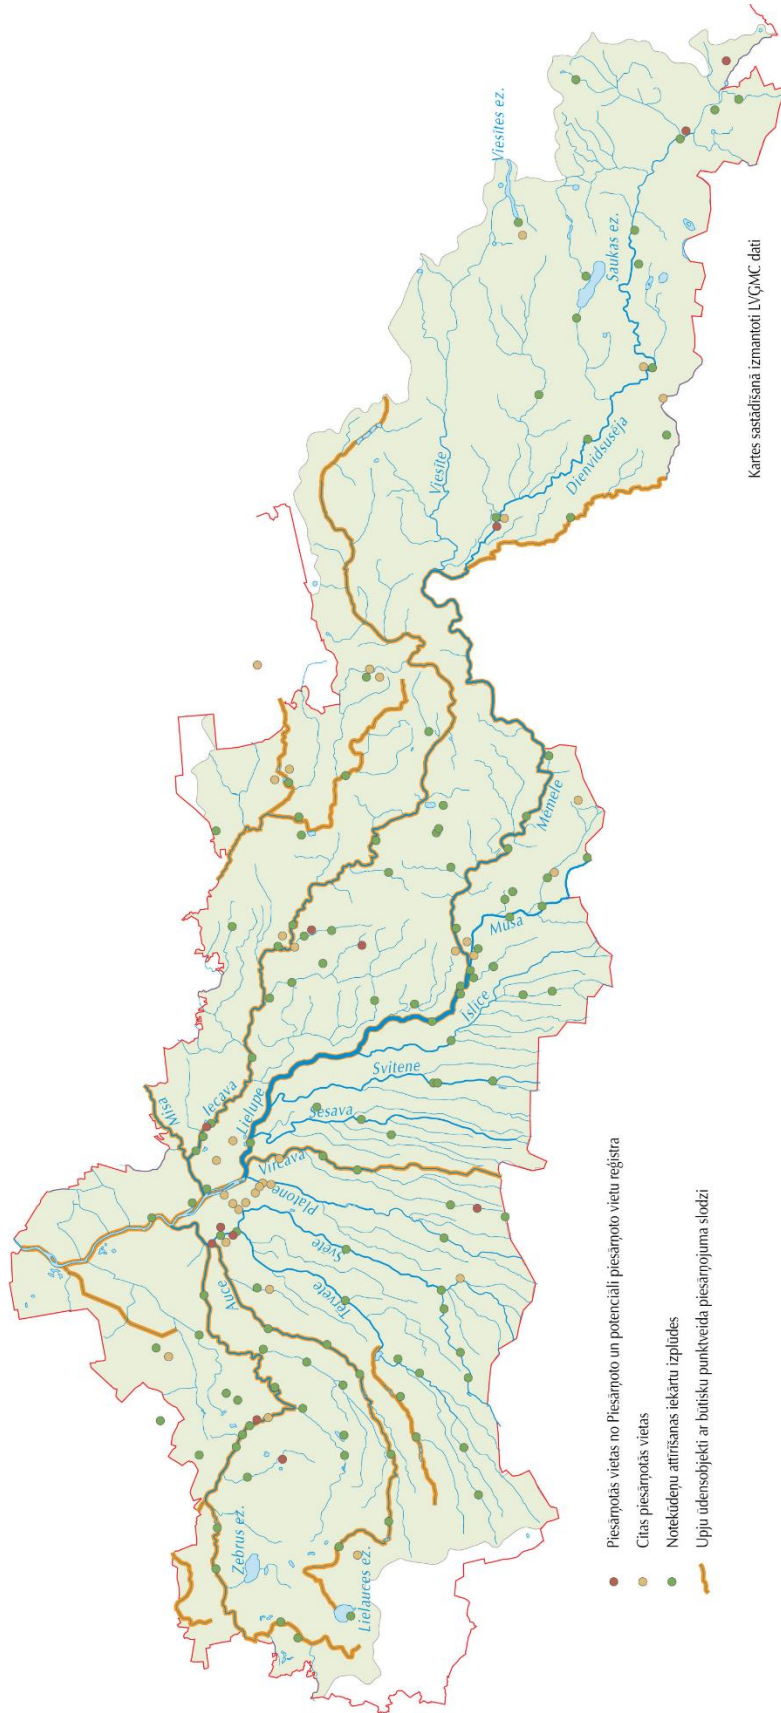 Zebrus ez.
Lielauces ez.
Auce
Tērvete
Svēte
Platone
Vircava
Misa
Iecava
Lielupe
Sesava
Svitene
Īslīce
Mūsa
Mēmele
Viesīte
Dienvidsusēja
Viesītes ez.
Saukas ez.
Piesārņotās vietas no Piesārņoto un potenciāli piesārņoto vietu reģistra
Citas piesārņotās vietas
Notekūdeņu attīrīšanas iekārtu izplūdes
Upju ūdensobjekti ar būtisku punktveida piesārņojuma slodzi
Kartes sastādīšanā izmantoti LVĢMC dati